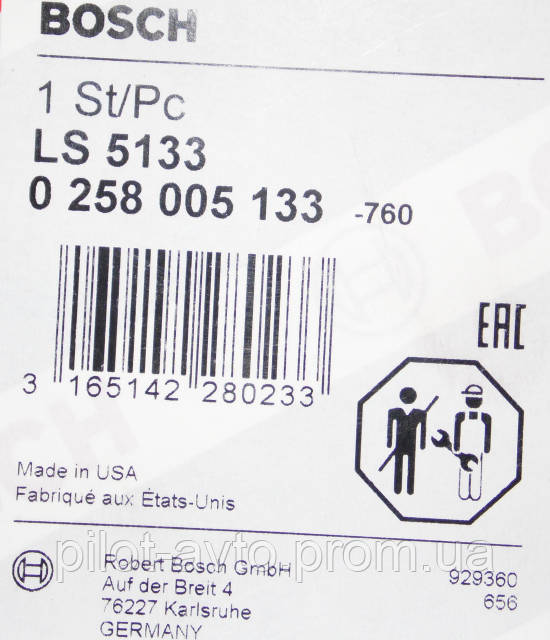 BOSCH
1 St/Pc
LS 5133
0 258 005 133 -760
EAC
3 165142 280233
Made in USA
Fabriqué aux États-Unis
pilot-avto.prom.ua
Robert Bosch GmbH
Auf der Breit 4
76227 Karlsruhe
GERMANY
929360
656